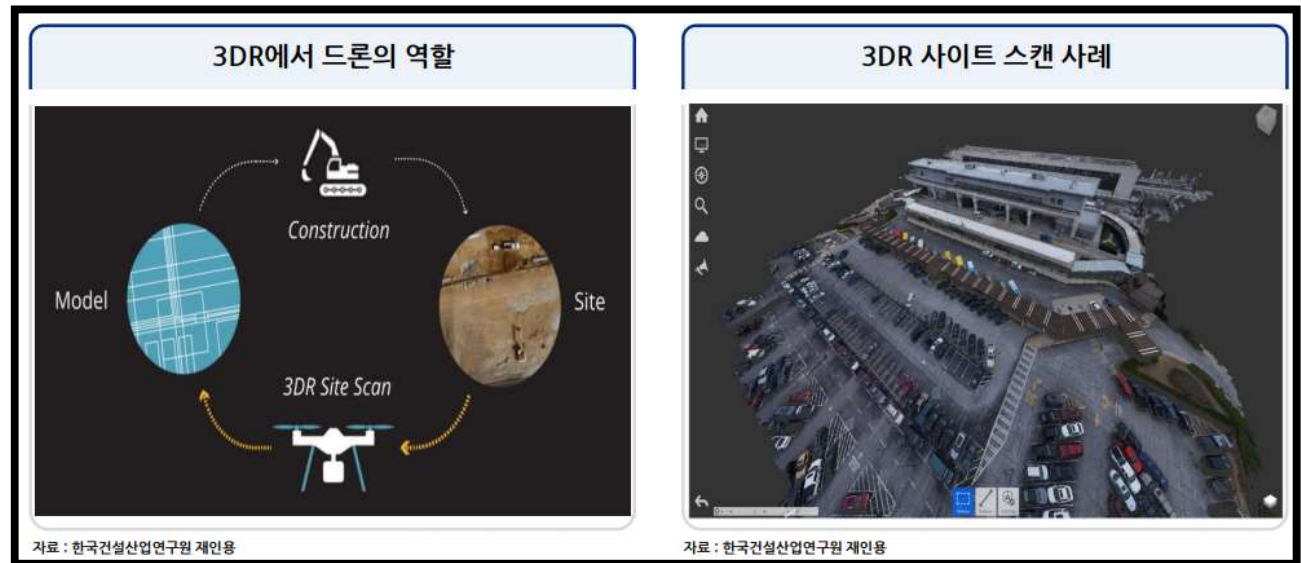 3DR에서 드론의 역할
Construction
Model
Site
3DR Site Scan
자료 : 한국건설산업연구원 재인용
3DR 사이트 스캔 사례
자료 : 한국건설산업연구원 재인용